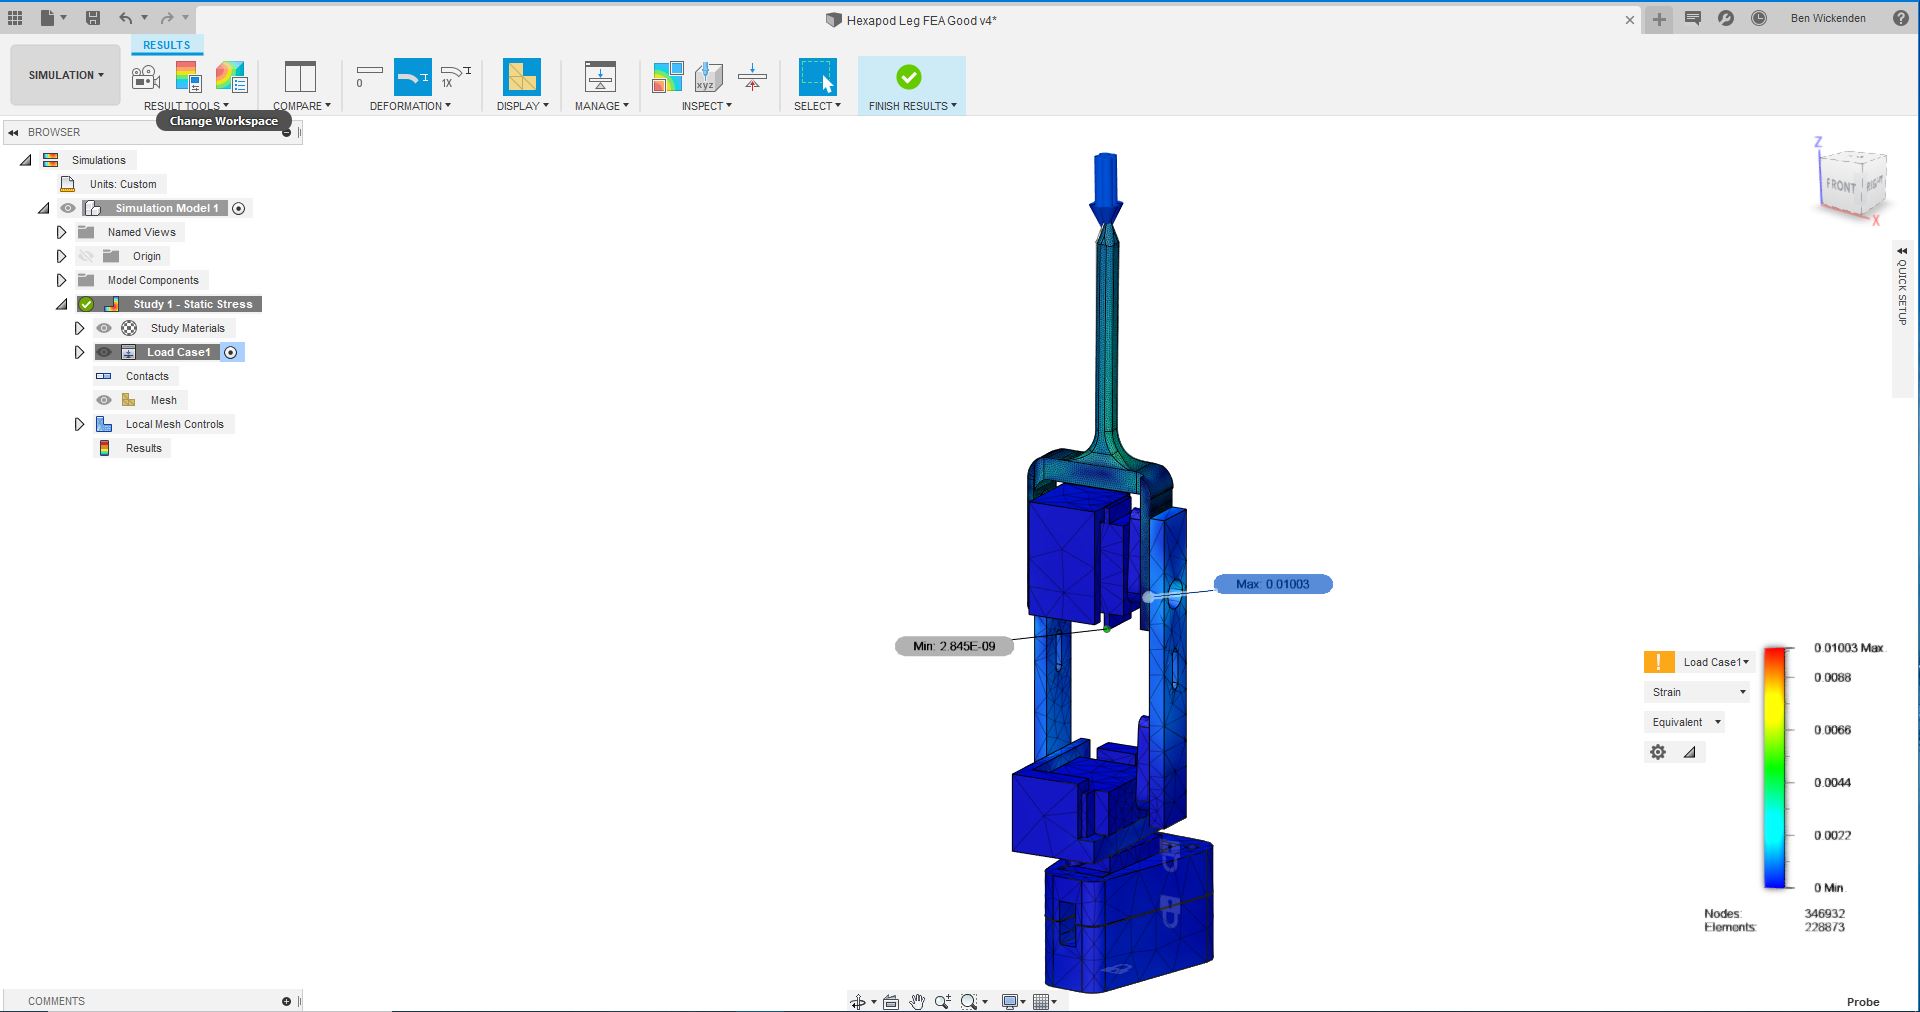 Hexapod Leg FEA Good v4*
Ben Wickenden
RESULTS
SIMULATION
0
1X
xyz
RESULT TOOLS
COMPARE
DEFORMATION
DISPLAY
MANAGE
INSPECT
SELECT
FINISH RESULTS
Change Workspace
BROWSER
Simulations
Units: Custom
Simulation Model 1
Named Views
Origin
Model Components
Study 1 - Static Stress
Study Materials
Load Case1
Contacts
Mesh
Local Mesh Controls
Results
Z
FRONT
RIGHT
X
QUICK SETUP
Max: 0.01003
Min: 2.845E-09
Load Case1
Strain
Equivalent
0.01003 Max.
0.0088
0.0066
0.0044
0.0022
0 Min.
Nodes: 346932
Elements: 228873
COMMENTS
Probe